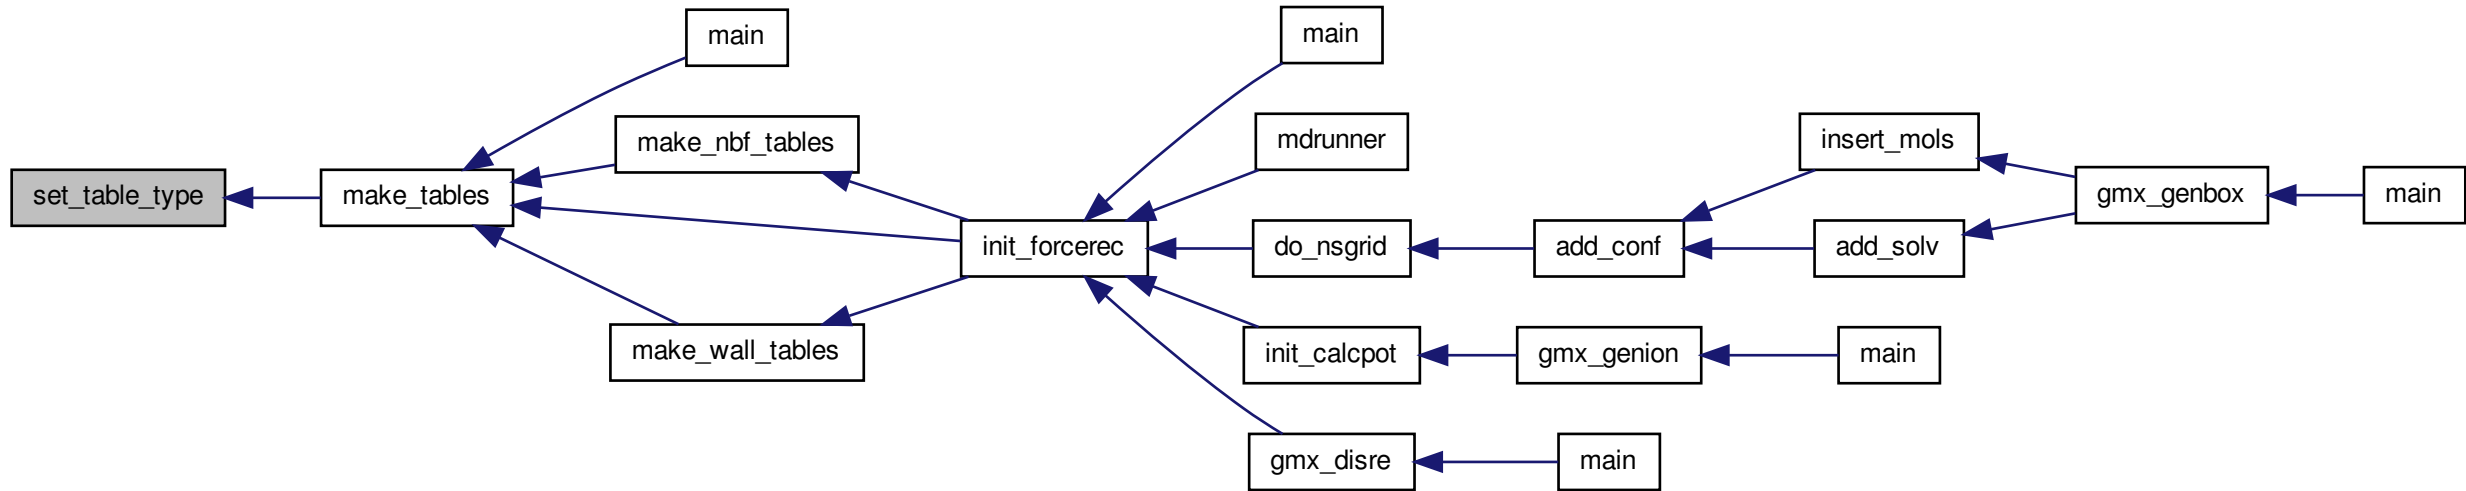 main
main
mdrunner
insert_mols
make_nbf_tables
set_table_type
make_tables
gmx_genbox
main
init_forcerec
do_nsgrid
add_conf
add_solv
make_wall_tables
init_calcpot
gmx_genion
main
gmx_disre
main